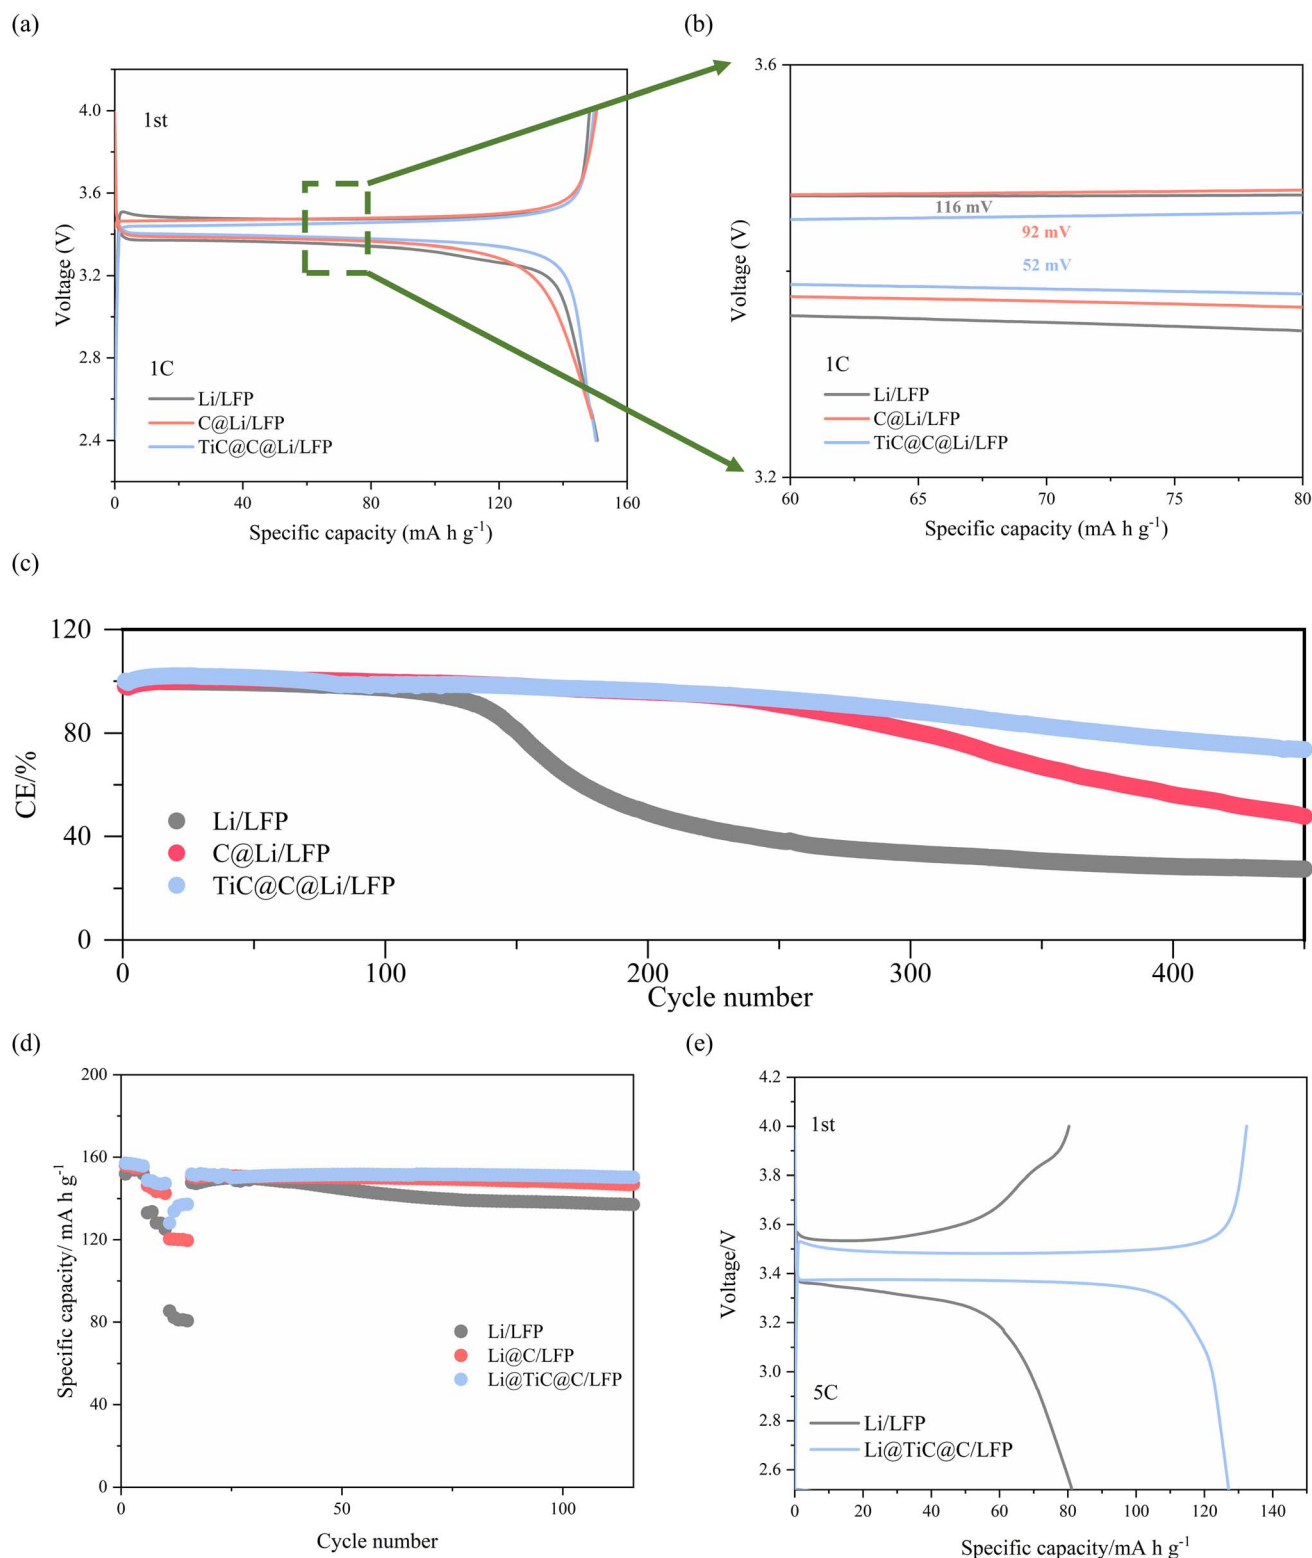 (a)
4.0
3.6
3.2
2.8
2.4
Voltage (V)
1st
1C
Li/LFP
C@Li/LFP
TiC@C@Li/LFP
0 40 80 120 160
Specific capacity (mA h g⁻¹)
(b)
3.6
3.2
Voltage (V)
116 mV
92 mV
52 mV
1C
Li/LFP
C@Li/LFP
TiC@C@Li/LFP
60 65 70 75 80
Specific capacity (mA h g⁻¹)
(c)
120
80
40
0
CE/%
Li/LFP
C@Li/LFP
TiC@C@Li/LFP
0 100 200 300 400
Cycle number
(d)
200
160
120
80
40
0
Specific capacity/ mA h g⁻¹
Li/LFP
Li@C/LFP
Li@TiC@C/LFP
0 50 100
Cycle number
(e)
4.2
4.0
3.8
3.6
3.4
3.2
3.0
2.8
2.6
Voltage/V
1st
5C
Li/LFP
Li@TiC@C/LFP
0 20 40 60 80 100 120 140
Specific capacity/mA h g⁻¹